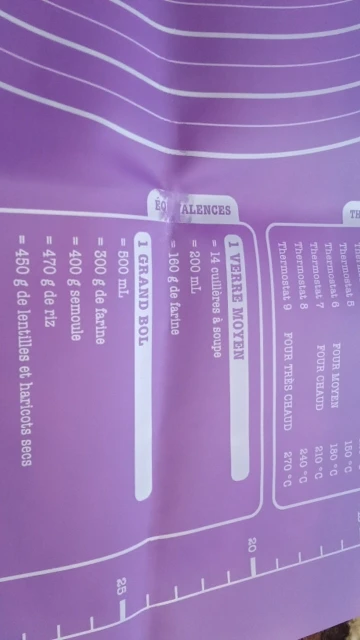 TH
Thermostat 5 150 °C
Thermostat 6 FOUR MOYEN 180 °C
Thermostat 7 FOUR CHAUD 210 °C
Thermostat 8 240 °C
Thermostat 9 FOUR TRÈS CHAUD 270 °C
ÉQ ALENCES
1 VERRE MOYEN
= 14 cuillères à soupe
= 200 mL
= 160 g de farine
1 GRAND BOL
= 500 mL
= 300 g de farine
= 400 g semoule
= 470 g de riz
= 450 g de lentilles et haricots secs
20
25